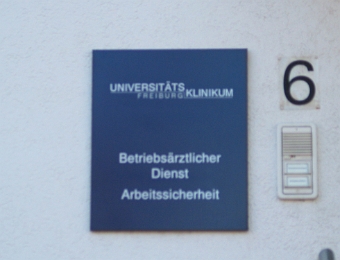 UNIVERSITÄTS
FREIBURG KLINIKUM
6
Betriebsärztlicher
Dienst
Arbeitssicherheit